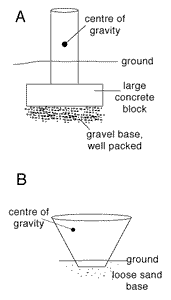 A
centre of
gravity
ground
large
concrete
block
gravel base,
well packed
B
centre of
gravity
ground
loose sand
base